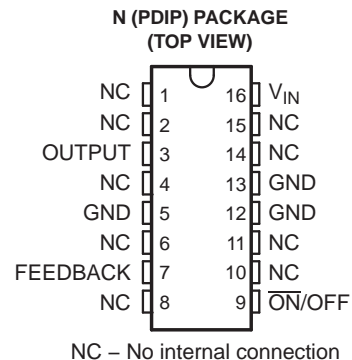 N (PDIP) PACKAGE
(TOP VIEW)
NC 1 16 VIN
NC 2 15 NC
OUTPUT 3 14 NC
NC 4 13 GND
GND 5 12 GND
NC 6 11 NC
FEEDBACK 7 10 NC
NC 8 9 O̅N̅/OFF
NC – No internal connection